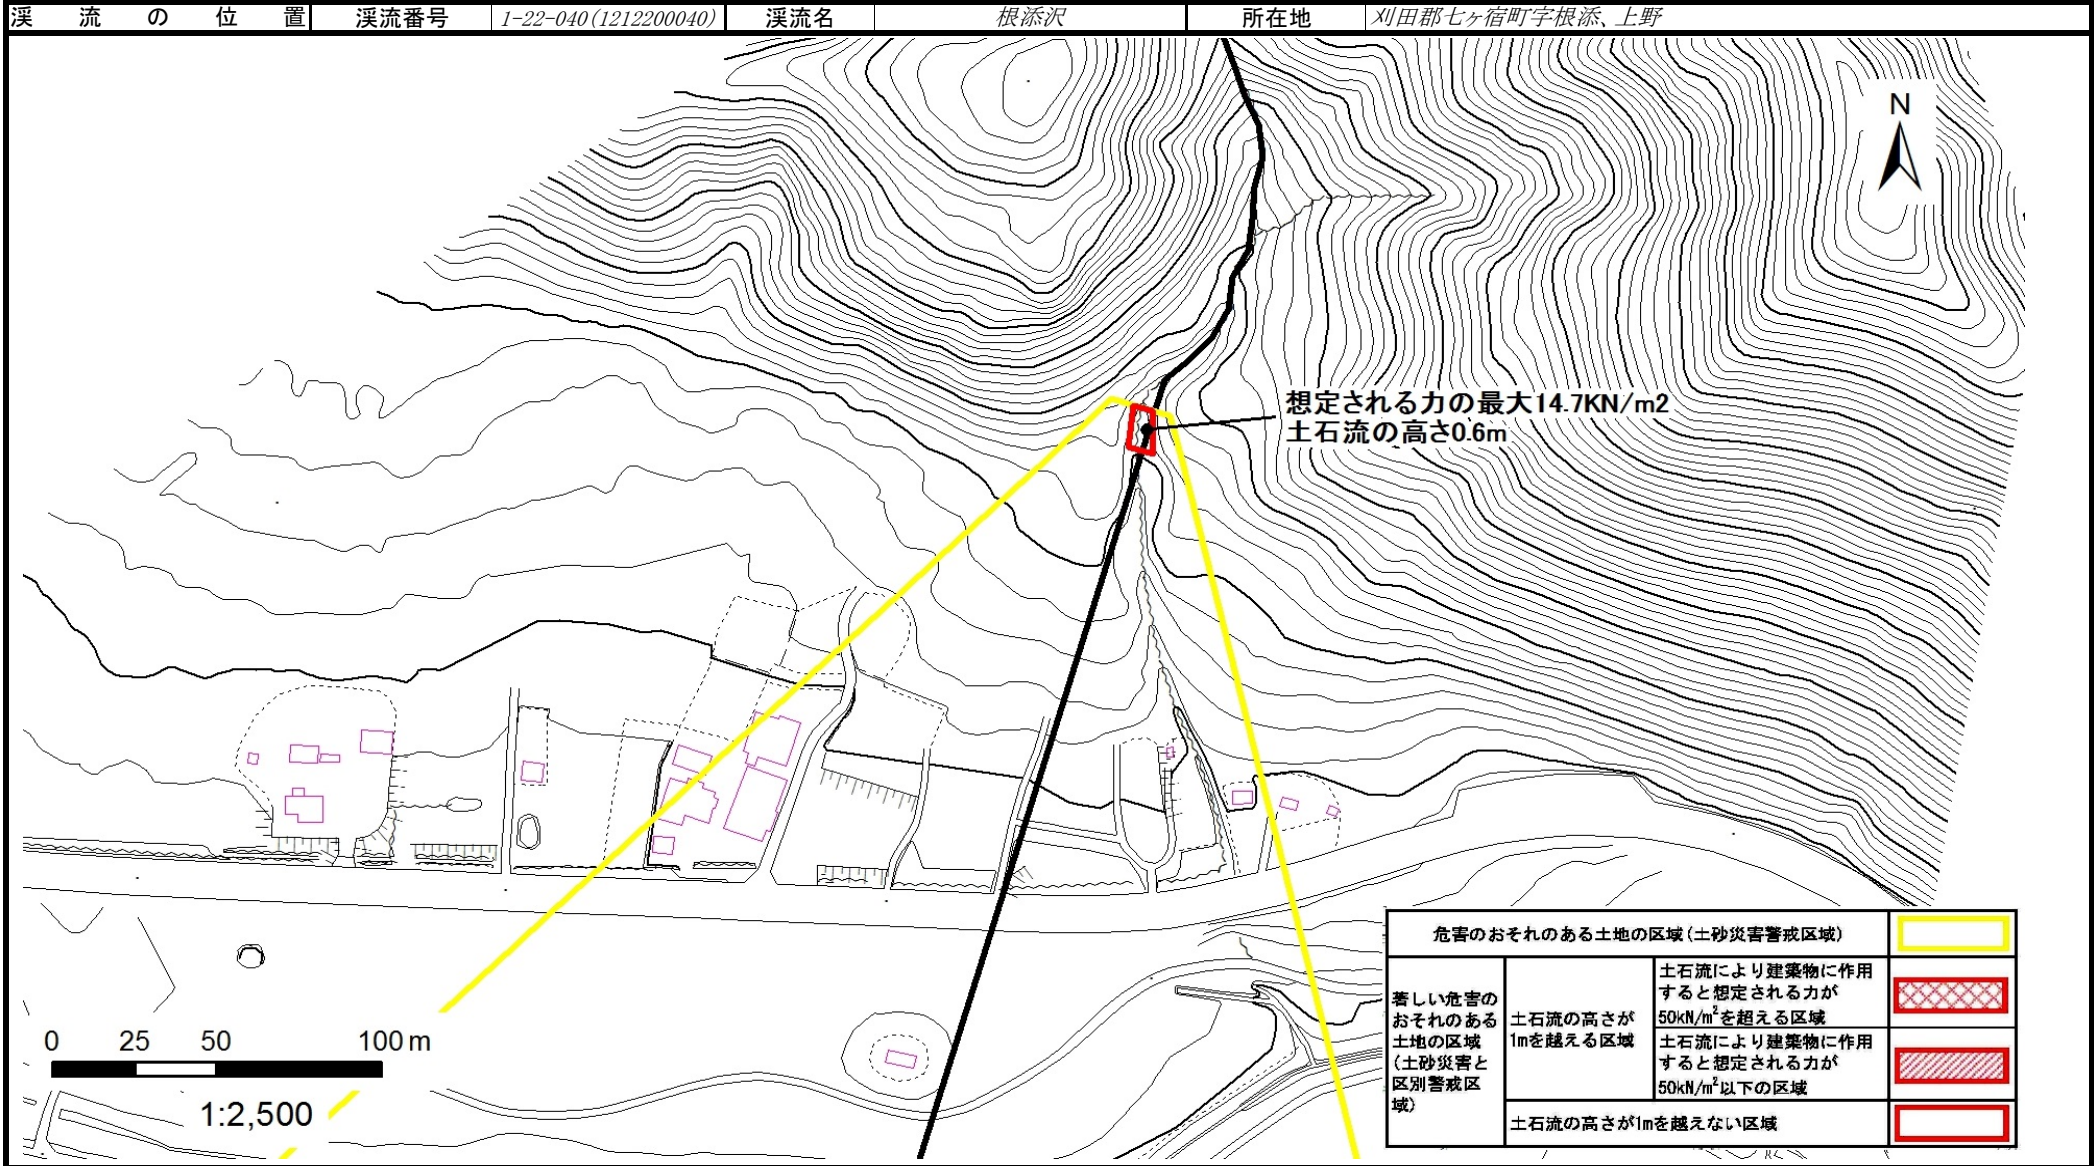 渓流の位置 渓流番号 1-22-040(1212200040) 渓流名 根添沢 所在地 刈田郡七ヶ宿町字根添、上野
N
想定される力の最大14.7KN/m2
土石流の高さ0.6m
危害のおそれのある土地の区域(土砂災害警戒区域)
著しい危害の
おそれのある
土地の区域
(土砂災害と
区別警戒区
域)
土石流の高さが
1mを越える区域
土石流により建築物に作用
すると想定される力が
50kN/m²を超える区域
土石流により建築物に作用
すると想定される力が
50kN/m²以下の区域
土石流の高さが1mを越えない区域
0 25 50 100 m
1:2,500